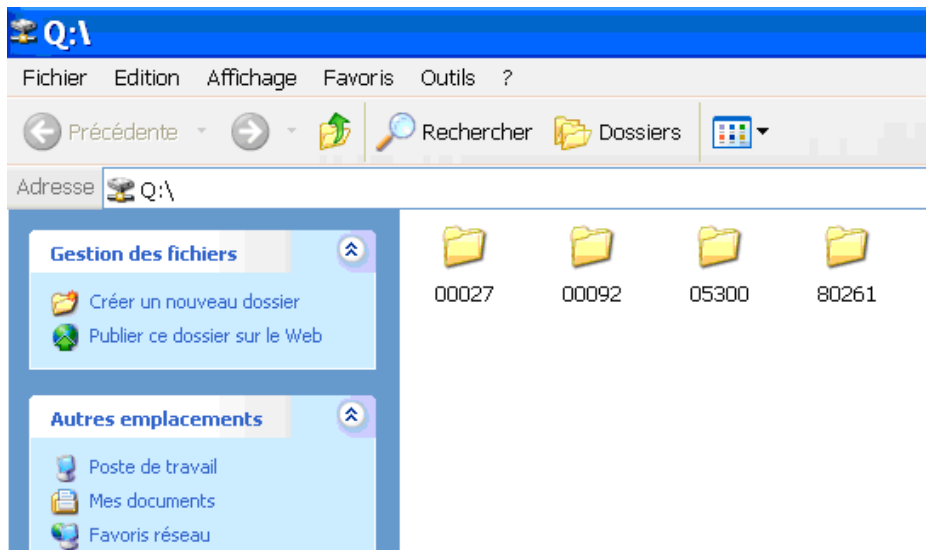 Q:\
Fichier Edition Affichage Favoris Outils ?
Précédente Rechercher Dossiers
Adresse Q:\
Gestion des fichiers
Créer un nouveau dossier
Publier ce dossier sur le Web
Autres emplacements
Poste de travail
Mes documents
Favoris réseau
00027 00092 05300 80261